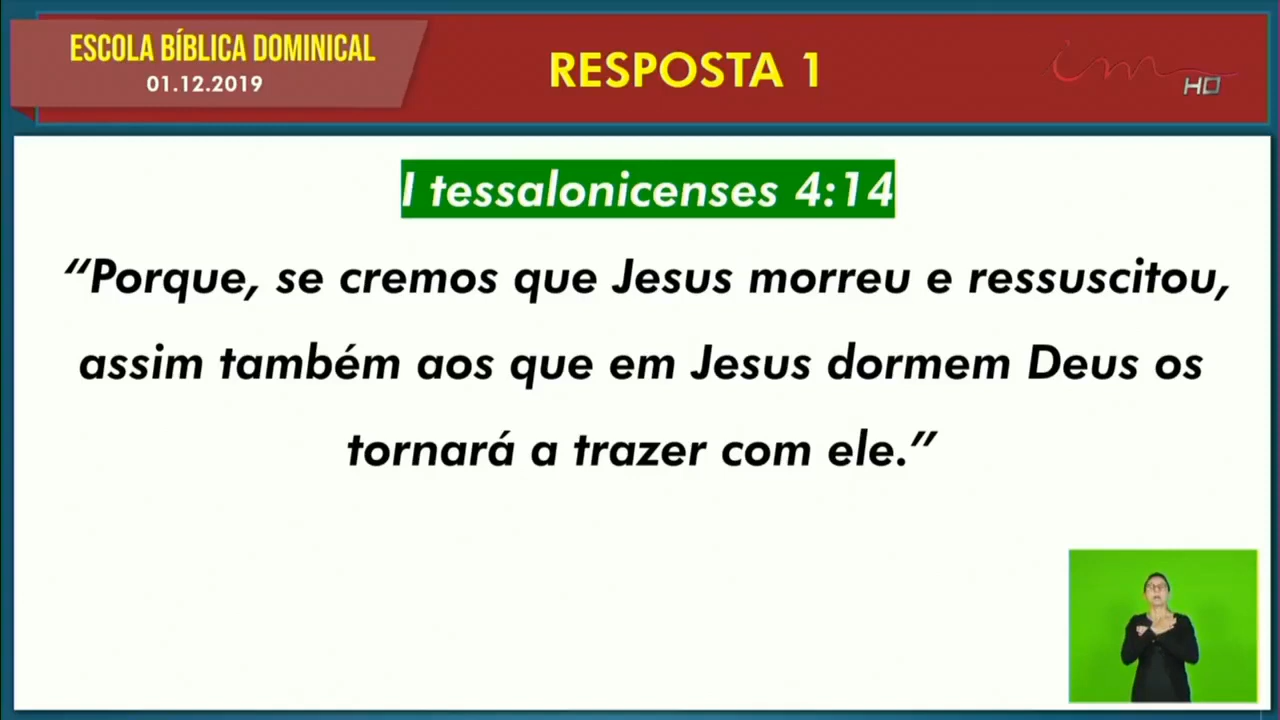 ESCOLA BÍBLICA DOMINICAL
01.12.2019
RESPOSTA 1
im
HD
I tessalonicenses 4:14
“Porque, se cremos que Jesus morreu e ressuscitou,
assim também aos que em Jesus dormem Deus os
tornará a trazer com ele.”